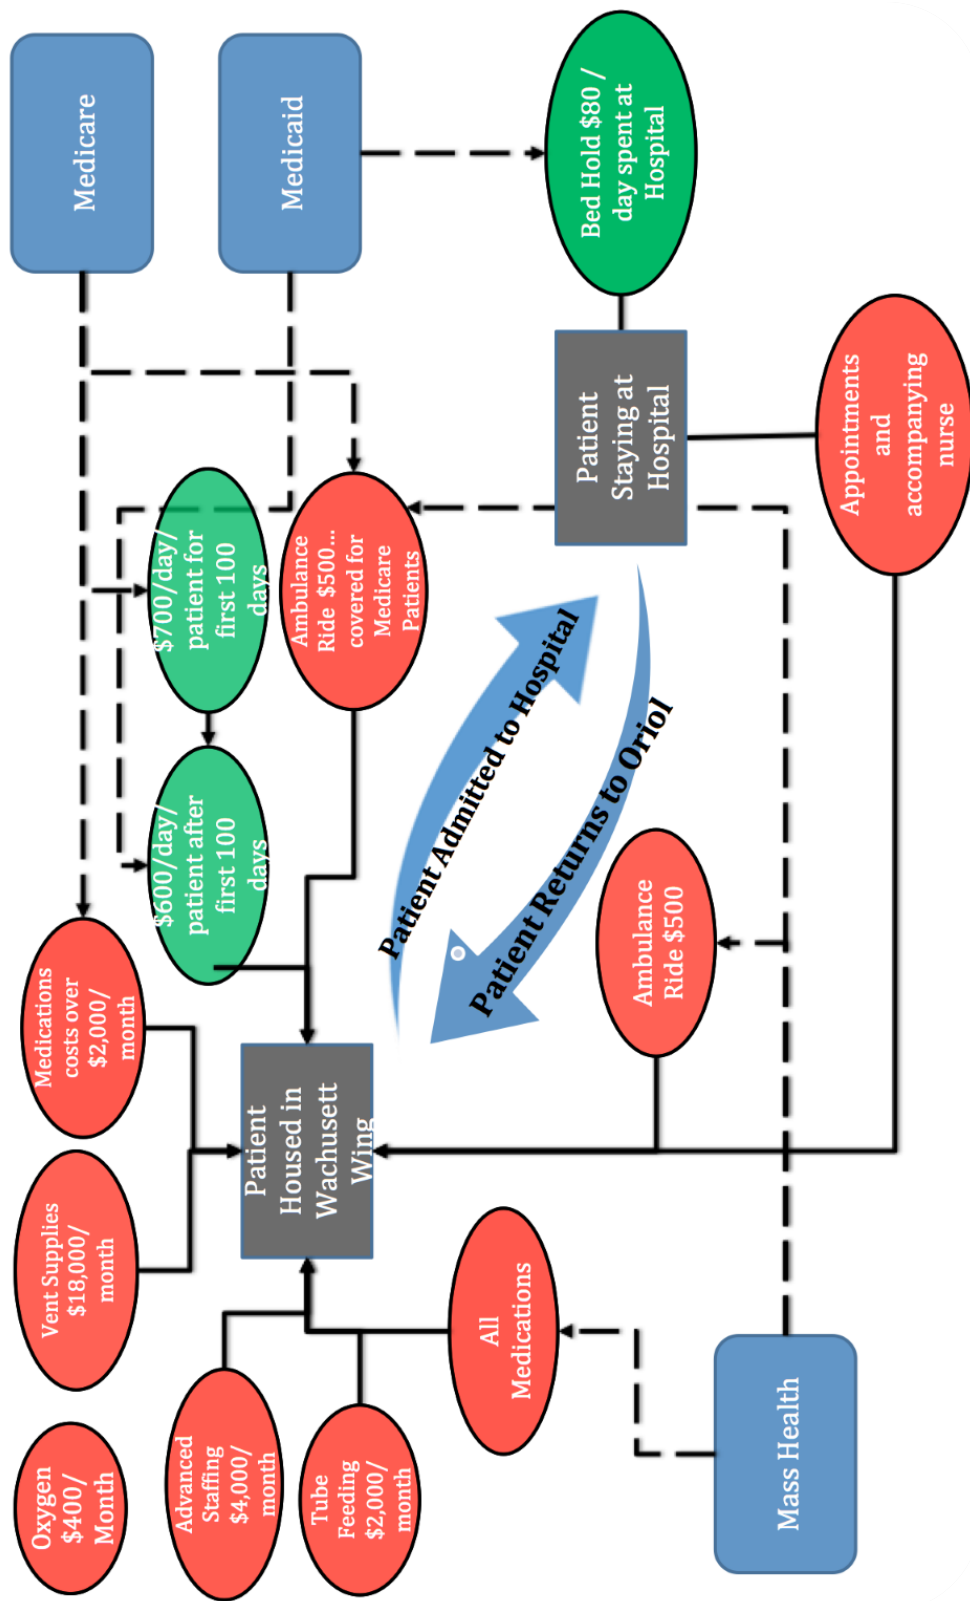 Oxygen
$400/
Month
Vent Supplies
$18,000/
month
Medications
costs over
$2,000/
month
Medicare
Advanced
Staffing
$4,000/
month
$600/day/
patient after
first 100
days
$700/day/
patient for
first 100
days
Medicaid
Tube
Feeding
$2,000/
month
Patient
Housed in
Wachusett
Wing
Ambulance
Ride $500...
covered for
Medicare
Patients
All
Medications
Patient Admitted to Hospital
Patient Returns to Oriol
Patient
Staying at
Hospital
Bed Hold $80 /
day spent at
Hospital
Ambulance
Ride $500
Mass Health
Appointments
and
accompanying
nurse